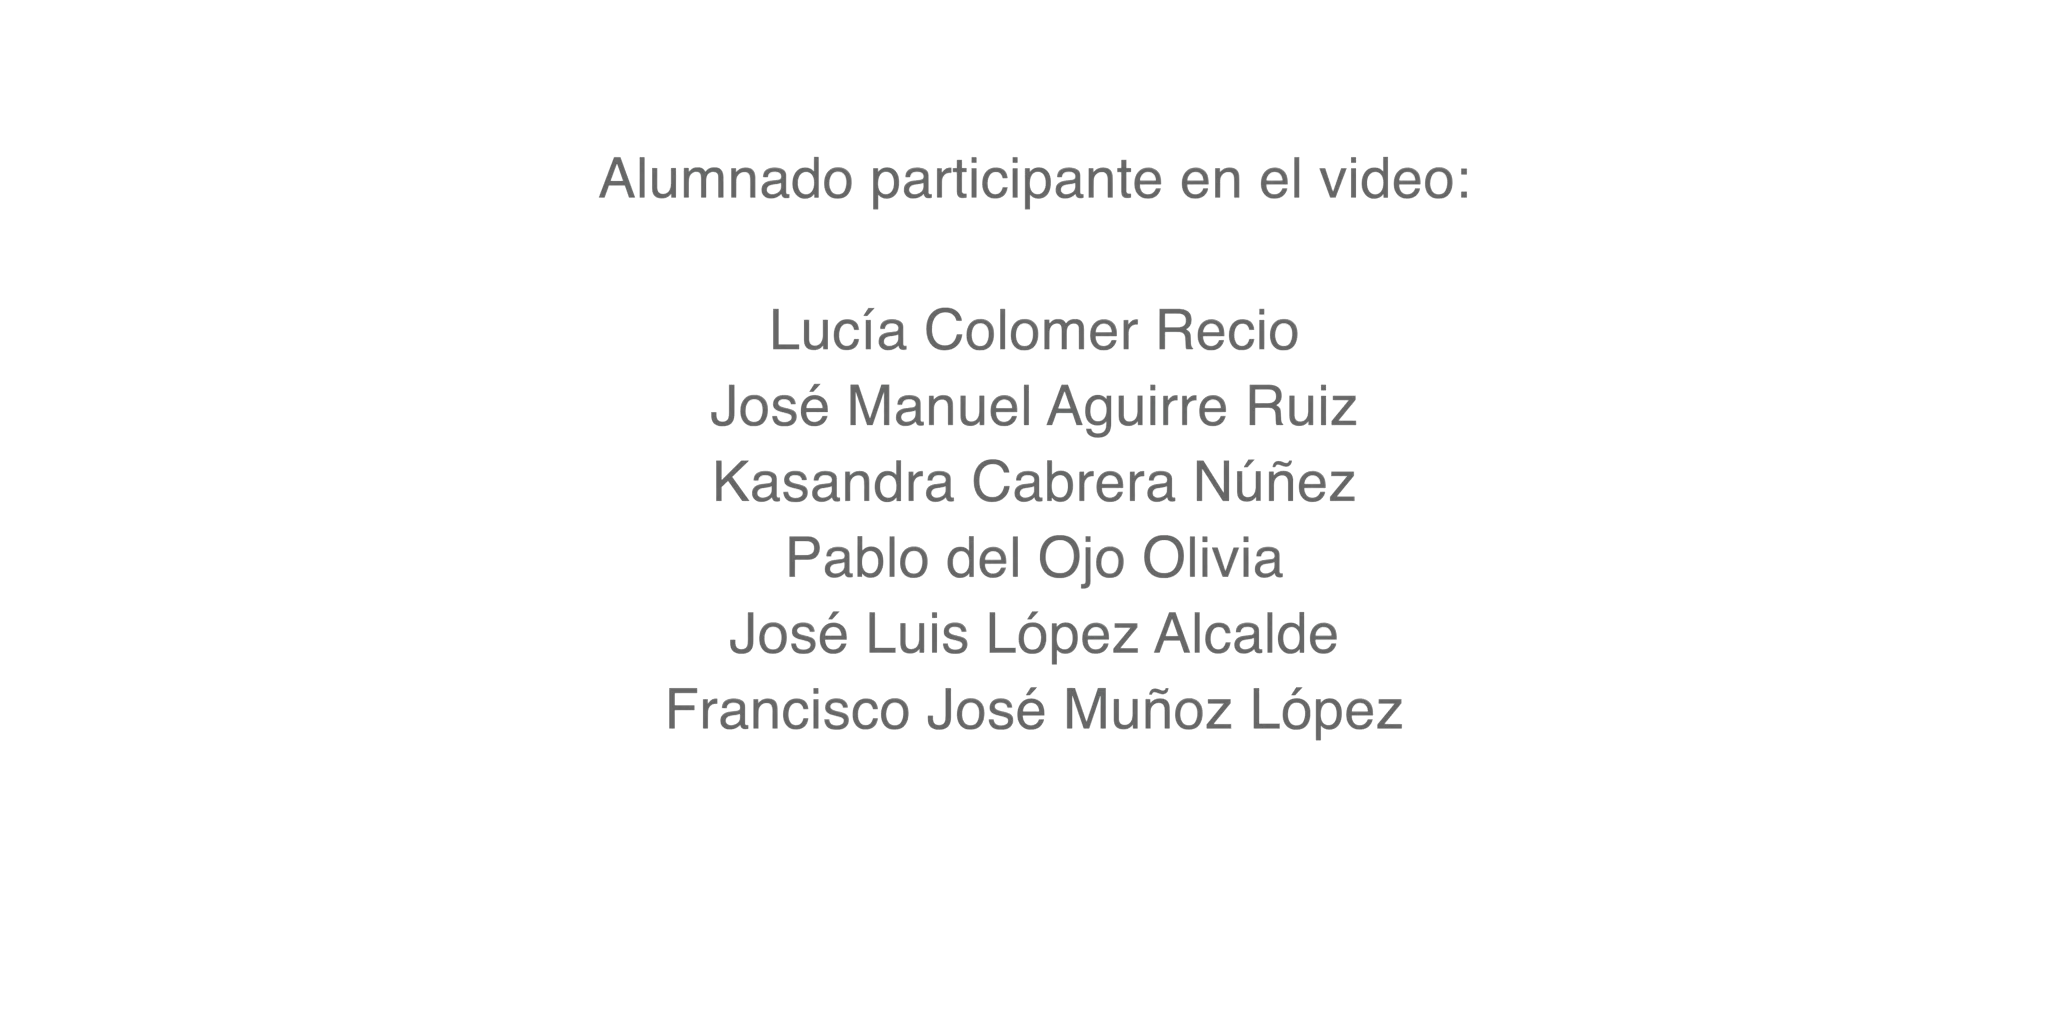 Alumnado participante en el video:
Lucía Colomer Recio
José Manuel Aguirre Ruiz
Kasandra Cabrera Núñez
Pablo del Ojo Olivia
José Luis López Alcalde
Francisco José Muñoz López